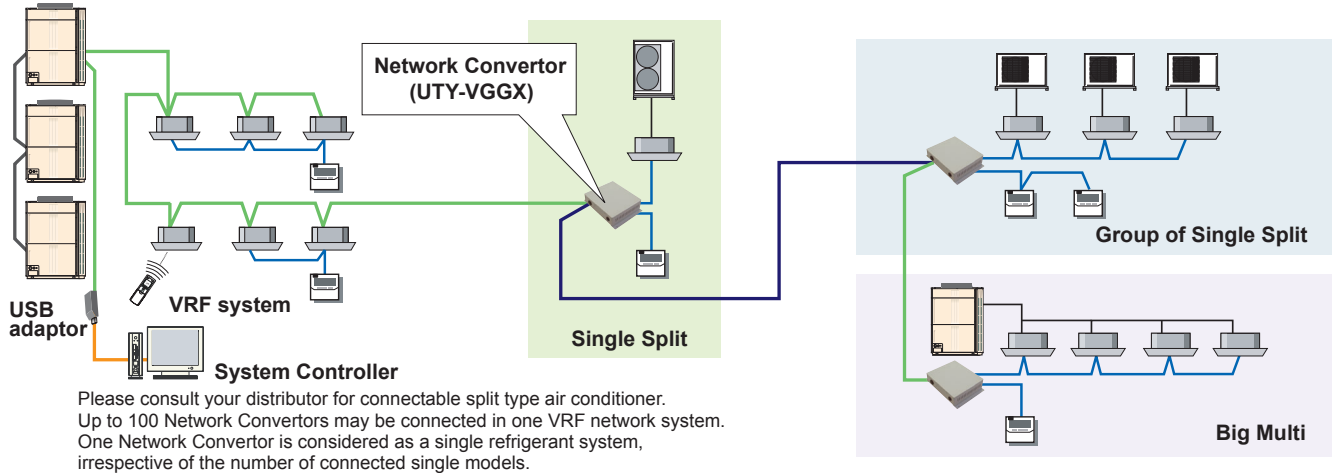 Network Convertor
(UTY-VGGX)
Group of Single Split
USB
adaptor
VRF system
Single Split
System Controller
Big Multi
Please consult your distributor for connectable split type air conditioner.
Up to 100 Network Convertors may be connected in one VRF network system.
One Network Convertor is considered as a single refrigerant system,
irrespective of the number of connected single models.